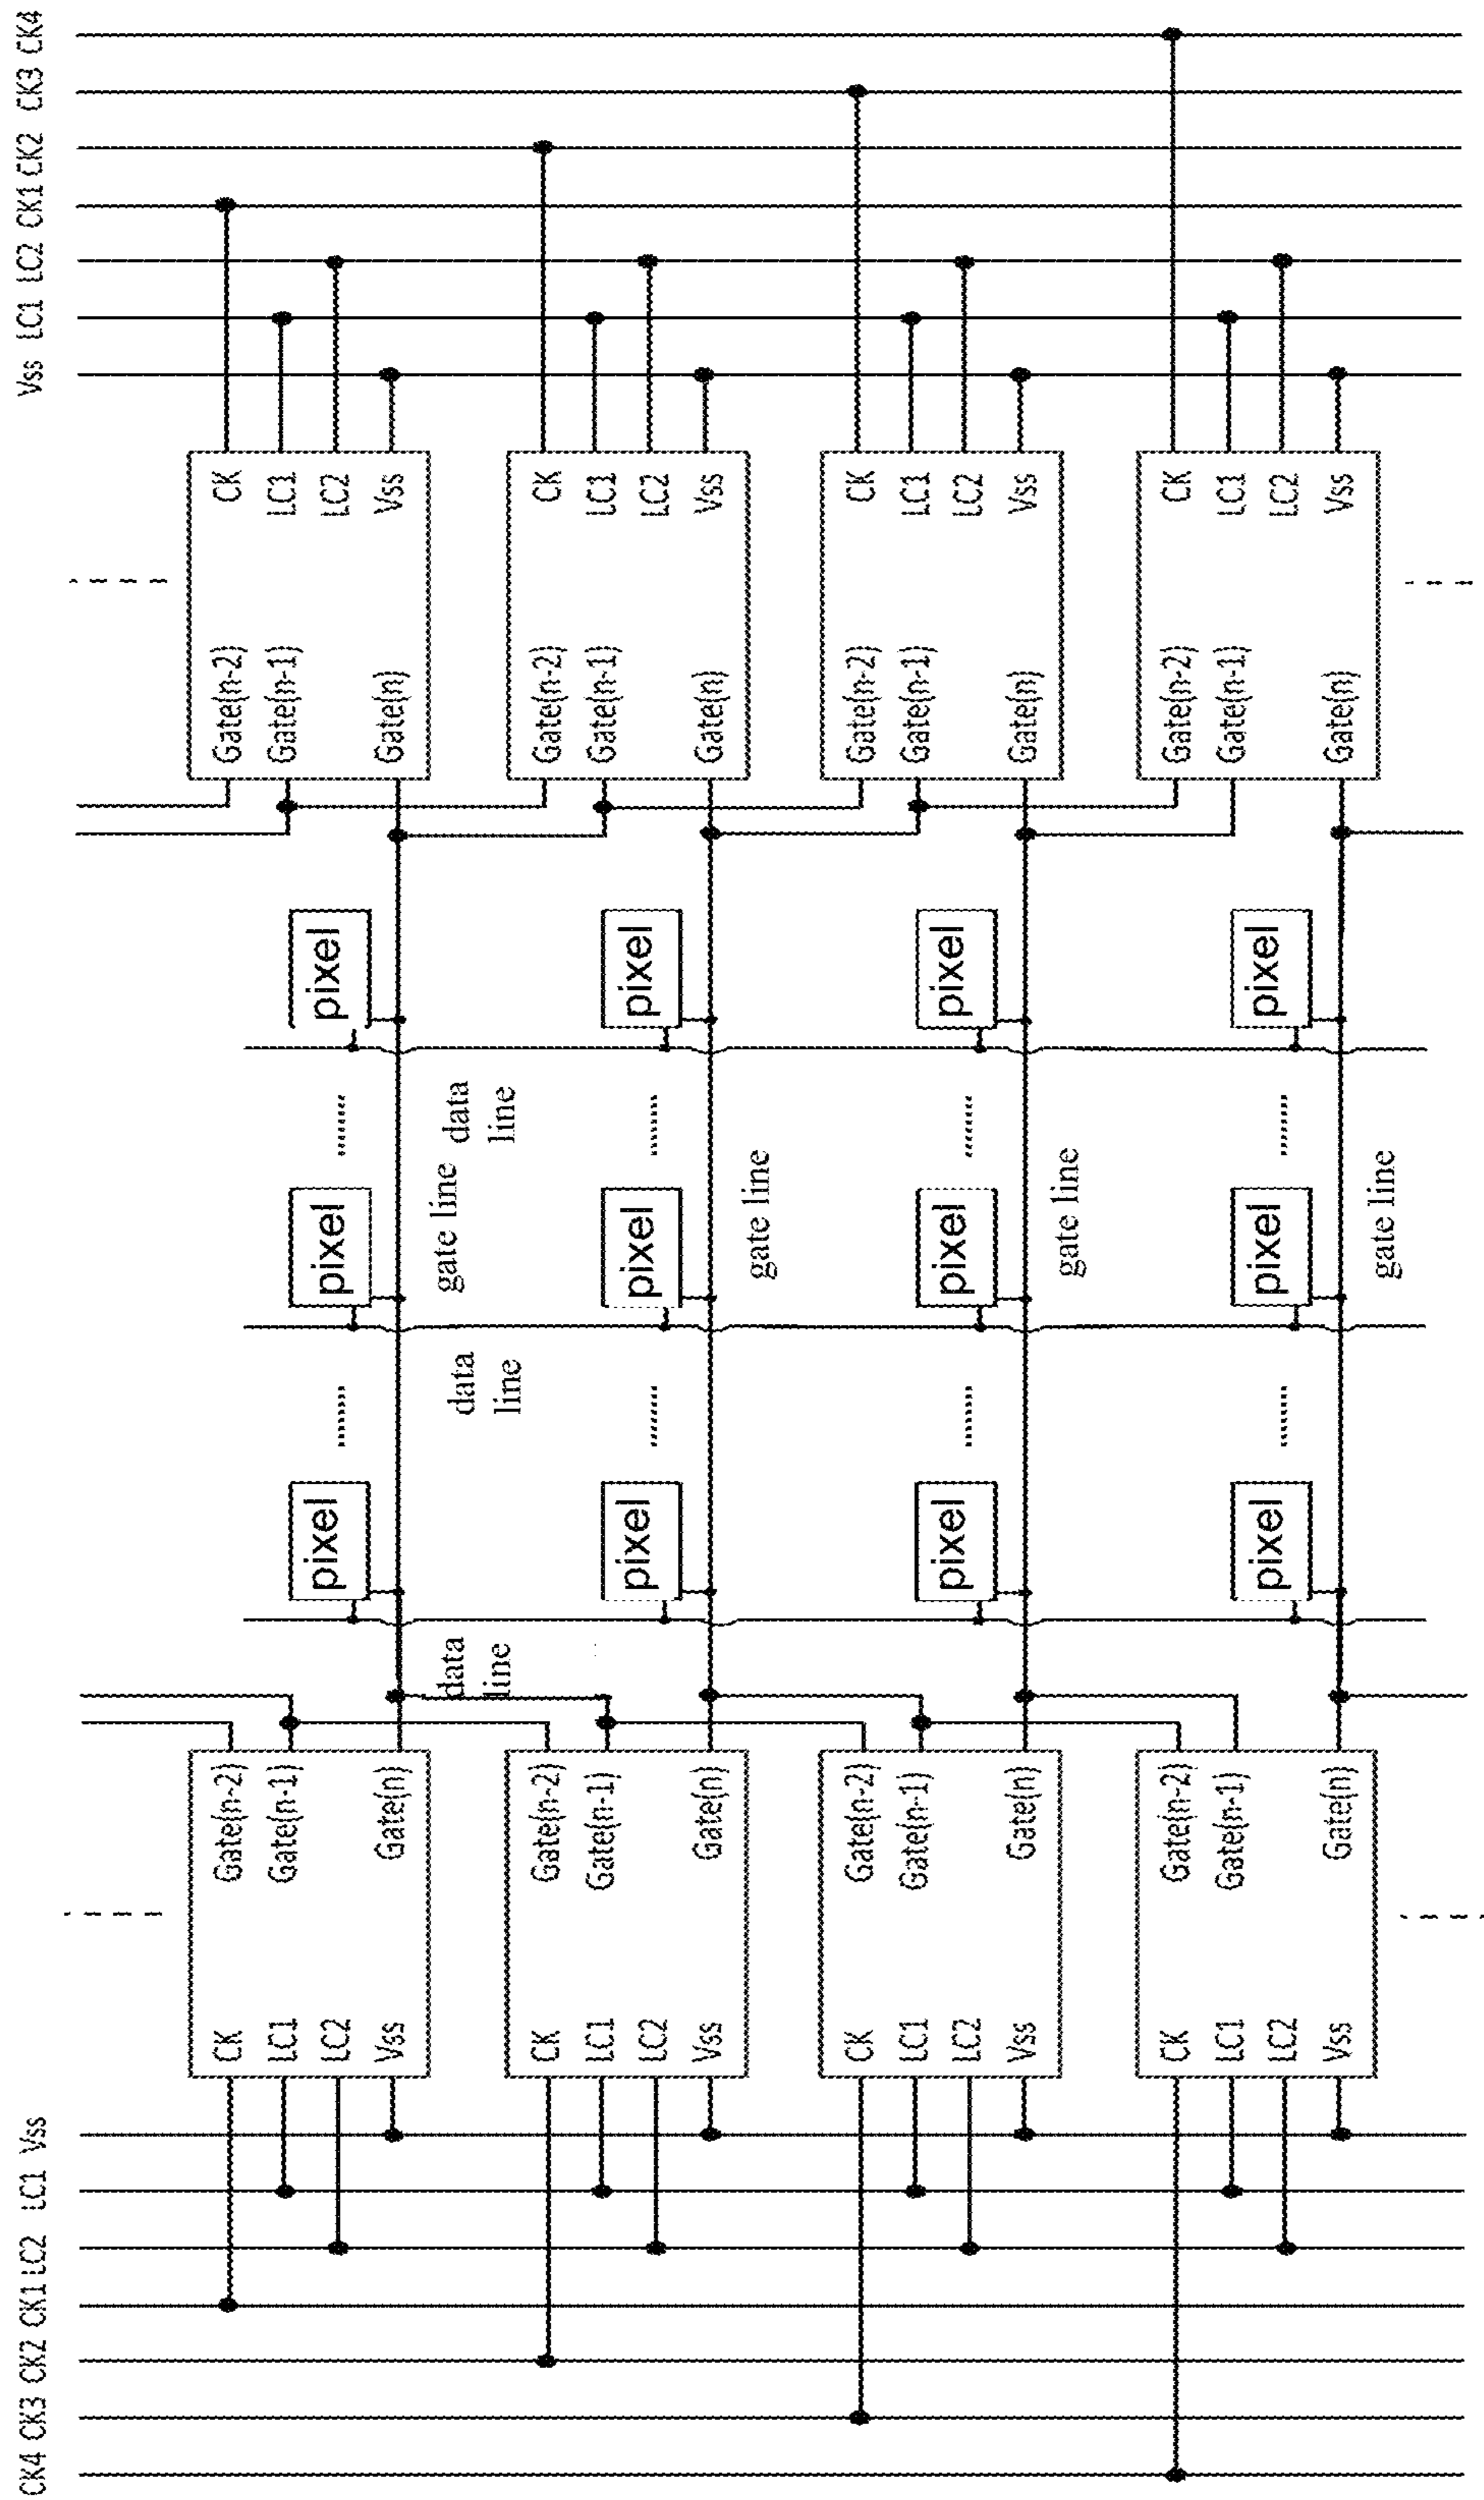 CK4 CK3 CK2 CK1 LC2 LC1 Vss Vss LC1 LC2 CK1 CK2 CK3 CK4
CK Gate(n-2) Gate(n-2) CK
LC1 Gate(n-1) Gate(n-1) LC1
LC2 pixel pixel pixel LC2
Vss Gate(n) Gate(n) Vss
data data gate line data
line line line
CK Gate(n-2) Gate(n-2) CK
LC1 Gate(n-1) Gate(n-1) LC1
LC2 pixel pixel pixel LC2
Vss Gate(n) Gate(n) Vss
gate line
CK Gate(n-2) Gate(n-2) CK
LC1 Gate(n-1) Gate(n-1) LC1
LC2 pixel pixel pixel LC2
Vss Gate(n) Gate(n) Vss
gate line
CK Gate(n-2) Gate(n-2) CK
LC1 Gate(n-1) Gate(n-1) LC1
LC2 pixel pixel pixel LC2
Vss Gate(n) Gate(n) Vss
gate line